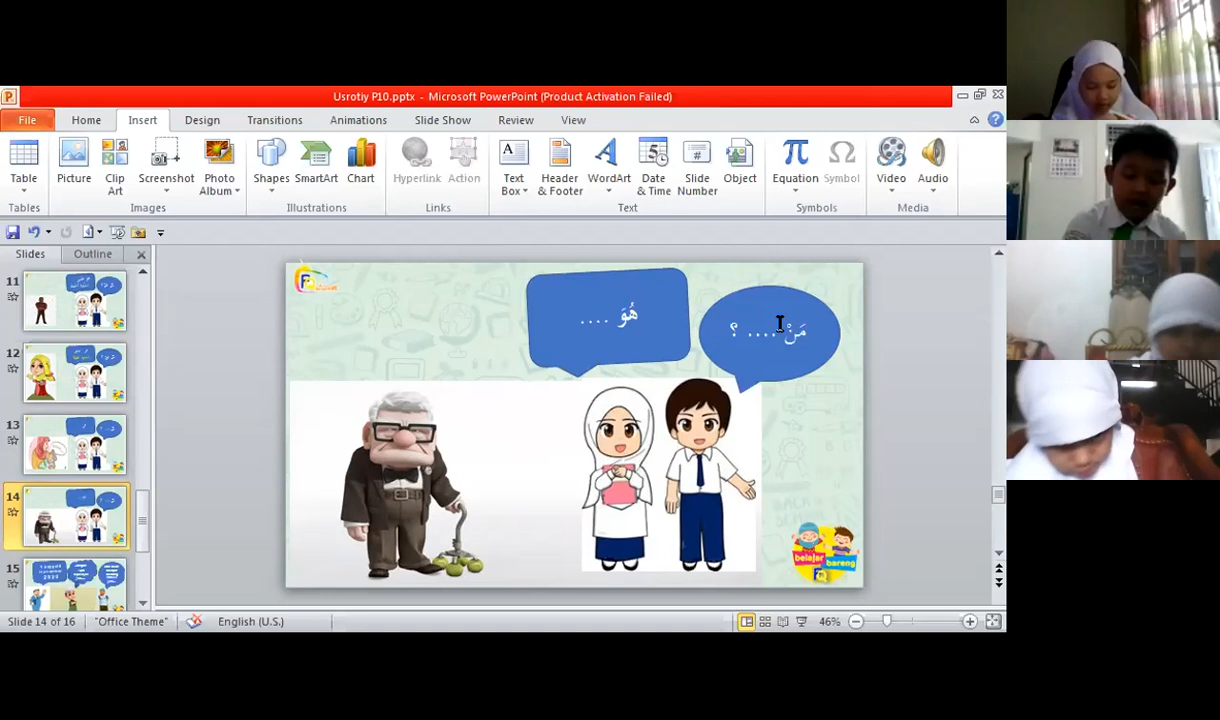 Usrotiy P10.pptx - Microsoft PowerPoint (Product Activation Failed)
File Home Insert Design Transitions Animations Slide Show Review View
Table Picture Clip Art Screenshot Photo Album Shapes SmartArt Chart Hyperlink Action Text Box Header & Footer WordArt Date & Time Slide Number Object Equation Symbol Video Audio
Tables Images Illustrations Links Text Symbols Media
Slides Outline
11
12
13
14
15
هُوَ ....
مَنْ .... ؟
belajar bareng
FQ
Slide 14 of 16 "Office Theme" English (U.S.) 46%